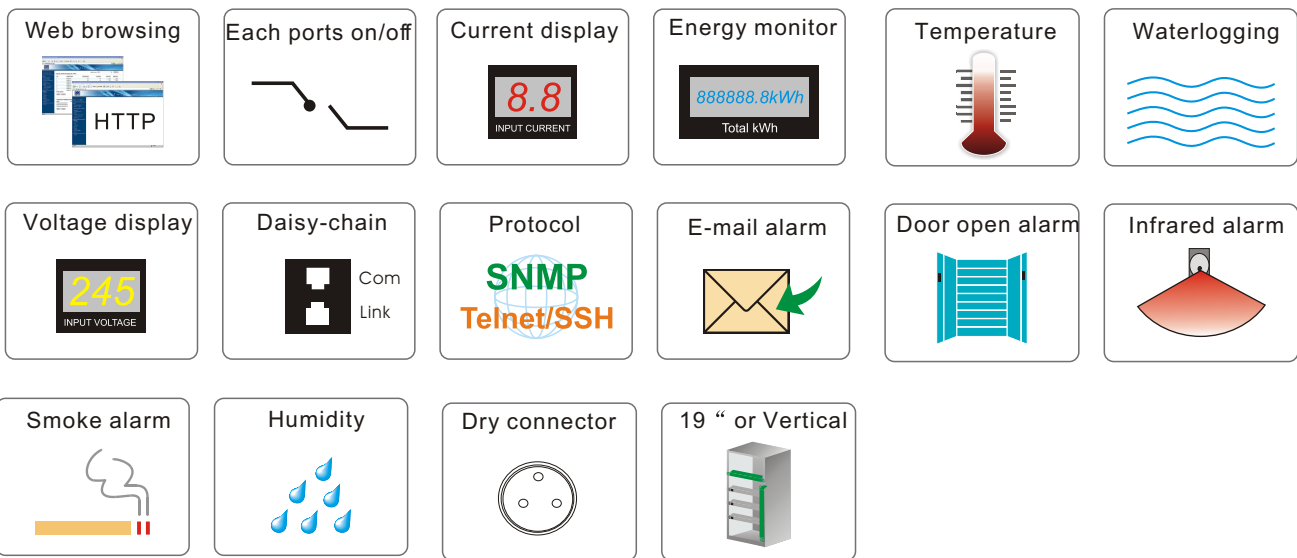 Web browsing
HTTP
Each ports on/off
Current display
8.8
INPUT CURRENT
Energy monitor
888888.8kWh
Total kWh
Temperature
Waterlogging
Voltage display
245
INPUT VOLTAGE
Daisy-chain
Com
Link
Protocol
SNMP
Telnet/SSH
E-mail alarm
Door open alarm
Infrared alarm
Smoke alarm
Humidity
Dry connector
19 “ or Vertical